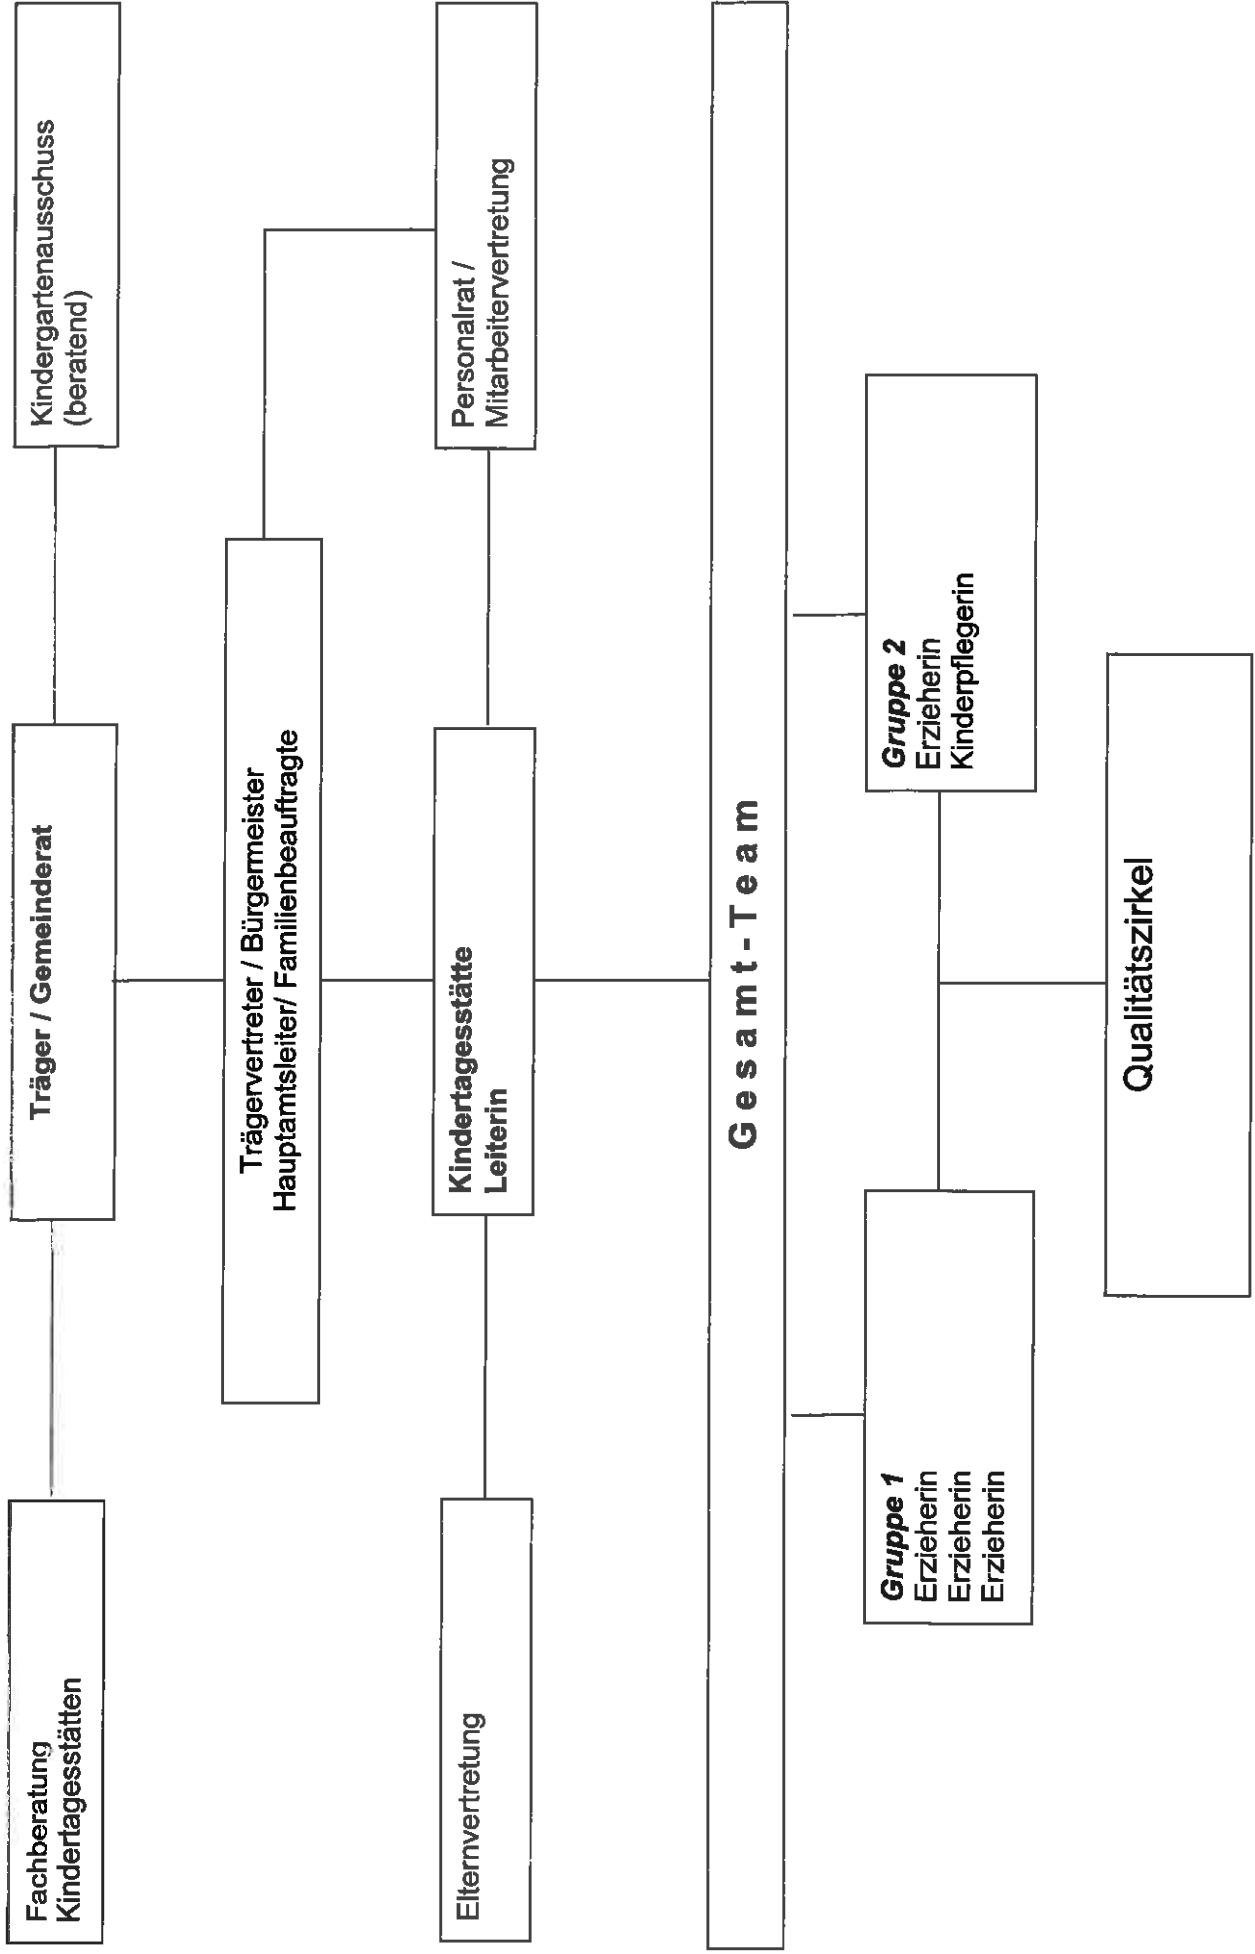 Fachberatung
Kindertagesstätten
Träger / Gemeinderat
Kindergartenausschuss
(beratend)
Trägervertreter / Bürgermeister
Hauptamtsleiter/ Familienbeauftragte
Elternvertretung
Kindertagesstätte
Leiterin
Personalrat /
Mitarbeitervertretung
Gesamt-Team
Gruppe 1
Erzieherin
Erzieherin
Erzieherin
Gruppe 2
Erzieherin
Kinderpflegerin
Qualitätszirkel